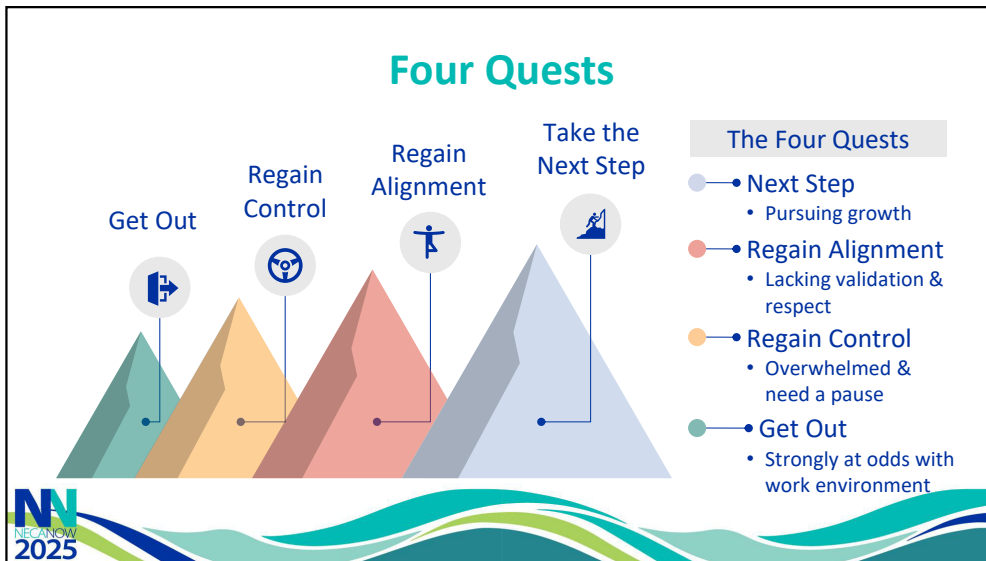 Four Quests
Get Out
Regain
Control
Regain
Alignment
Take the
Next Step
The Four Quests
Next Step
• Pursuing growth
Regain Alignment
• Lacking validation &
respect
Regain Control
• Overwhelmed &
need a pause
Get Out
• Strongly at odds with
work environment
NN
NECANOW
2025